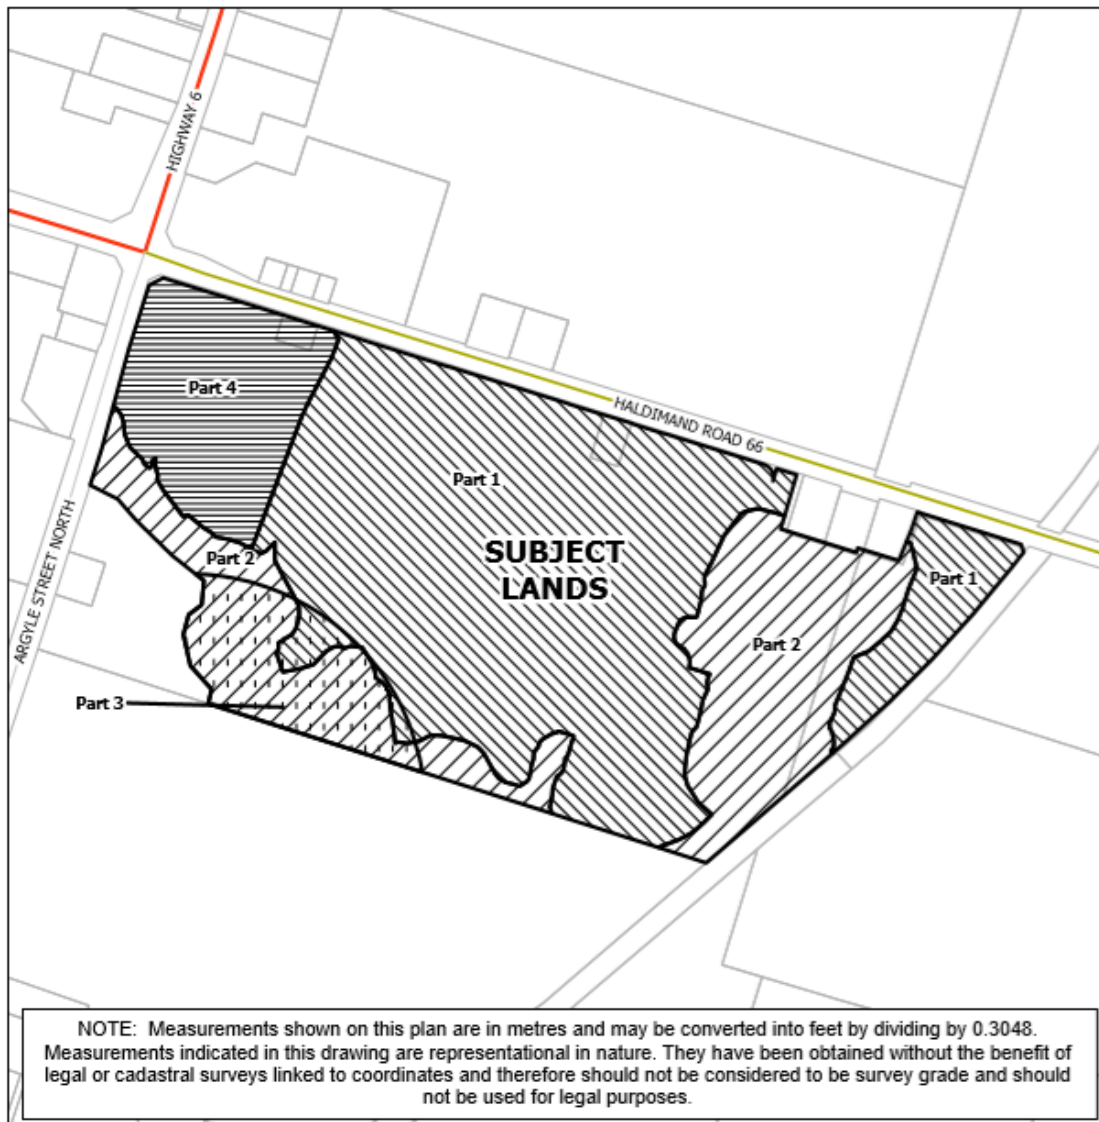 HIGHWAY 6
Part 4
HALDIMAND ROAD 66
Part 1
SUBJECT
LANDS
Part 2
Part 1
Part 2
ARGYLE STREET NORTH
Part 3
NOTE:  Measurements shown on this plan are in metres and may be converted into feet by dividing by 0.3048.
Measurements indicated in this drawing are representational in nature. They have been obtained without the benefit of
legal or cadastral surveys linked to coordinates and therefore should not be considered to be survey grade and should
not be used for legal purposes.